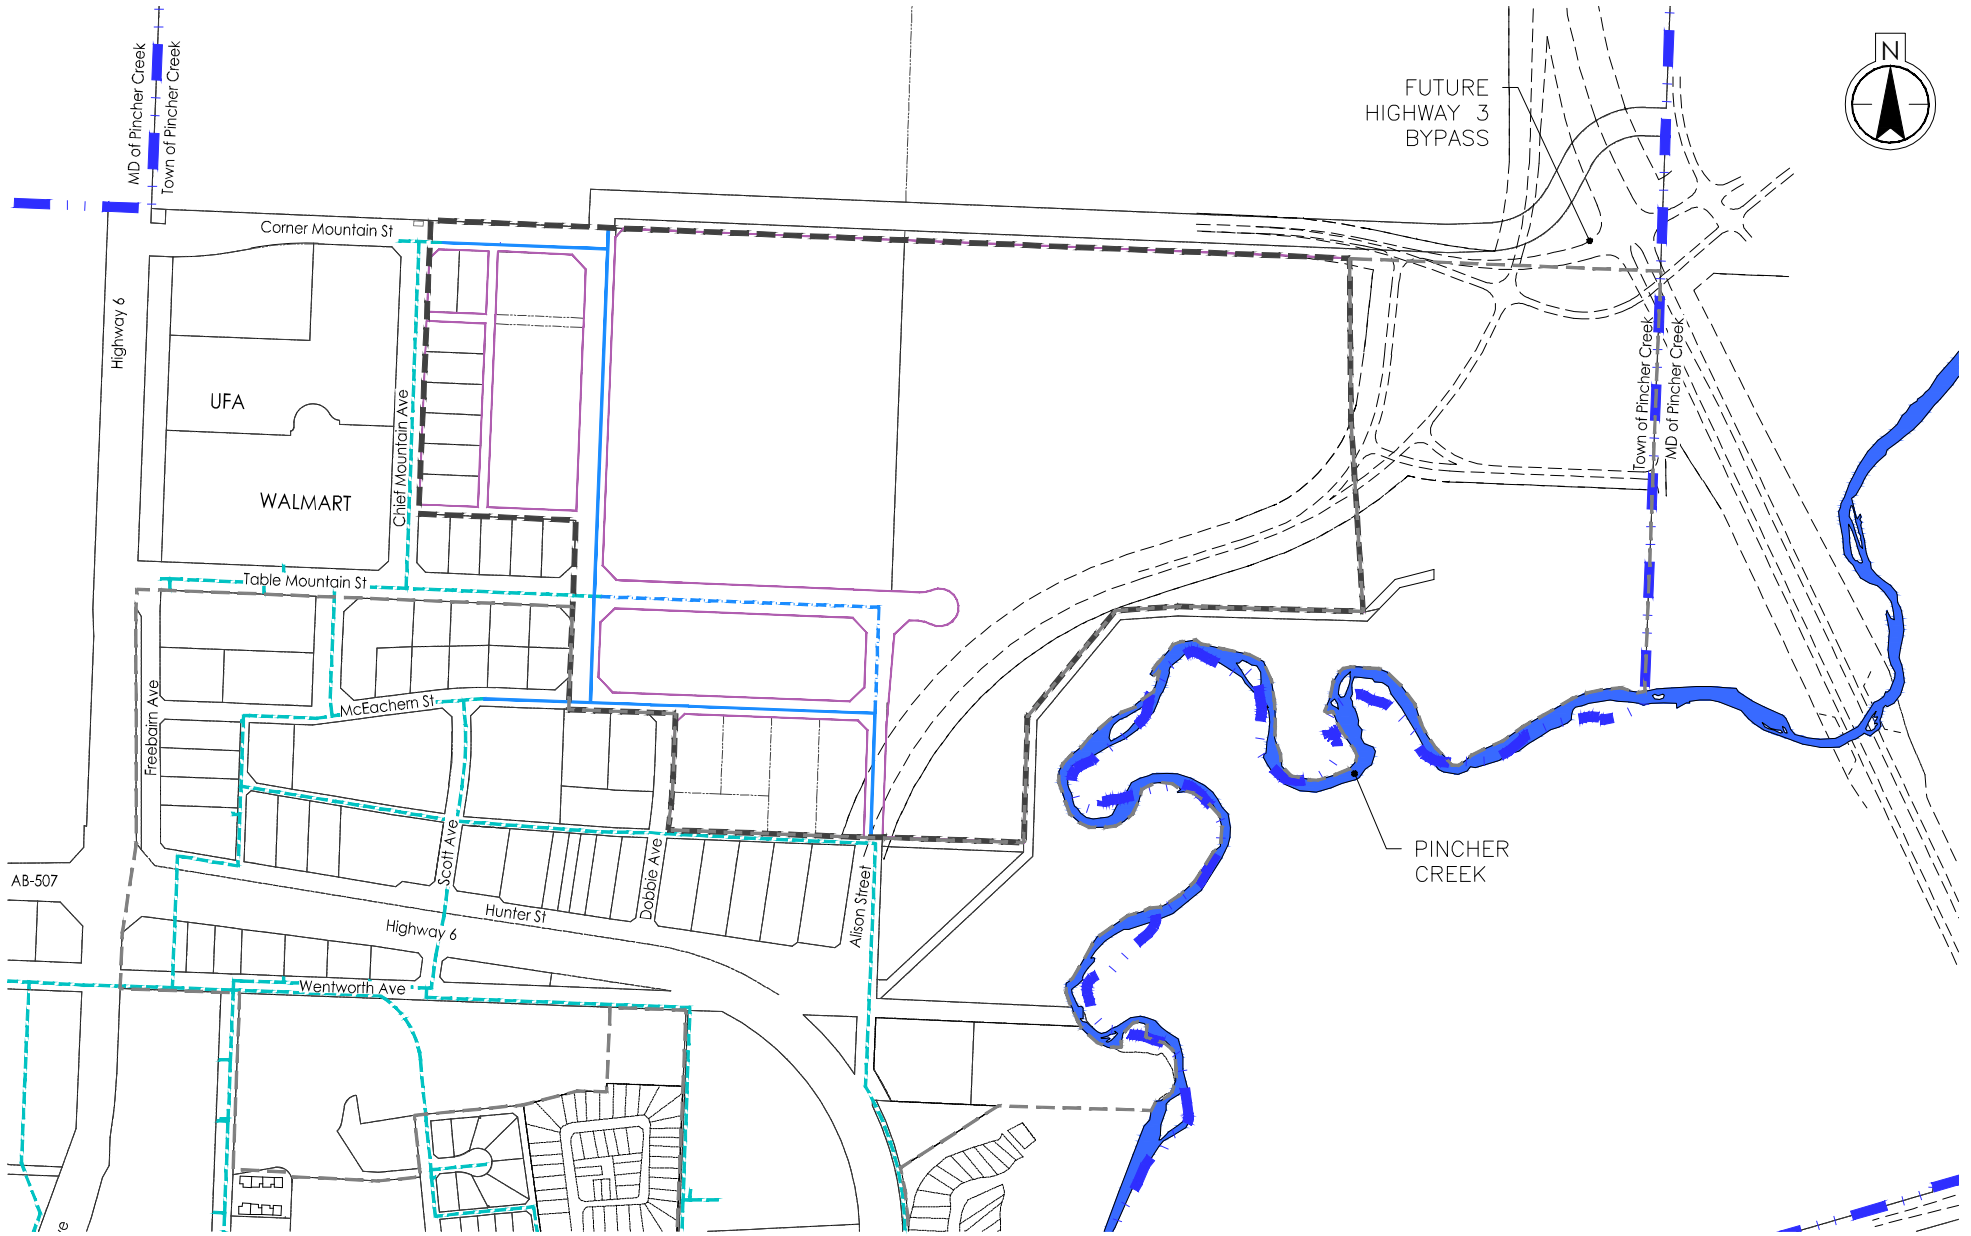 MD of Pincher Creek
Town of Pincher Creek
FUTURE
HIGHWAY 3
BYPASS
N
Corner Mountain St
Highway 6
UFA
Chief Mountain Ave
WALMART
Town of Pincher Creek
MD of Pincher Creek
Table Mountain St
Freebairn Ave
McEachern St
Scott Ave
Dobbie Ave
Alison Street
PINCHER
CREEK
AB-507
Hunter St
Highway 6
Wentworth Ave